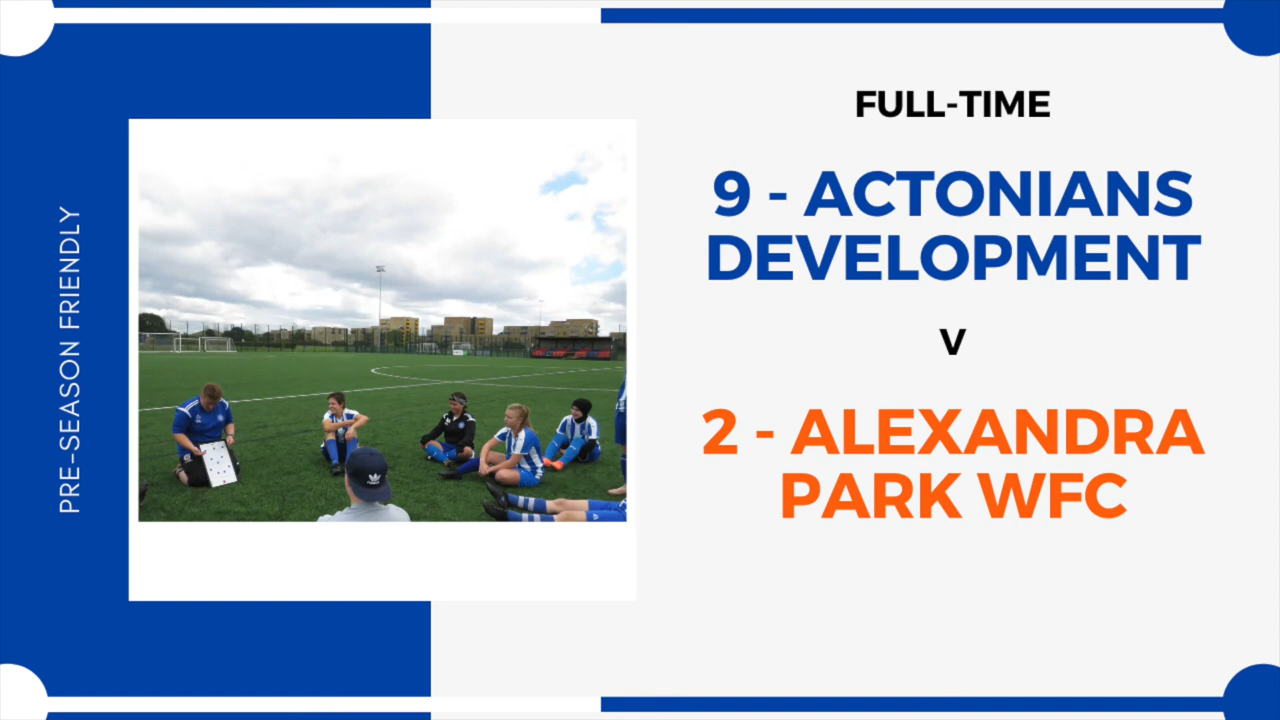 PRE-SEASON FRIENDLY
FULL-TIME
9 - ACTONIANS
DEVELOPMENT
V
2 - ALEXANDRA
PARK WFC